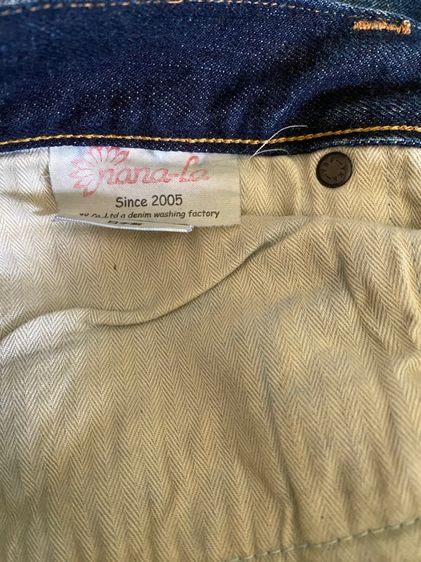 nana-La
Since 2005
Co.,Ltd a denim washing factory